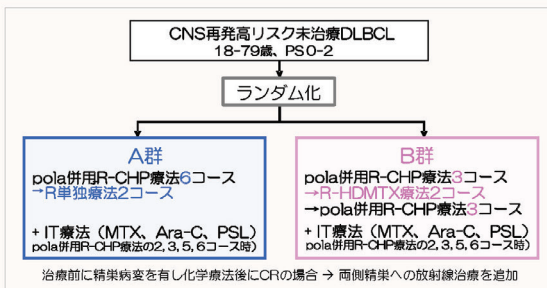 CNS再発高リスク未治療DLBCL
18-79歳、PS0-2
ランダム化
A群
pola併用R-CHP療法6コース
→R単独療法2コース
+ IT療法（MTX、Ara-C、PSL）
pola併用R-CHP療法の2, 3, 5, 6コース時)
B群
pola併用R-CHP療法3コース
→R-HDMTX療法2コース
→pola併用R-CHP療法3コース
+ IT療法（MTX、Ara-C、PSL）
pola併用R-CHP療法の2, 3, 5, 6コース時)
治療前に精巣病変を有し化学療法後にCRの場合 → 両側精巣への放射線治療を追加